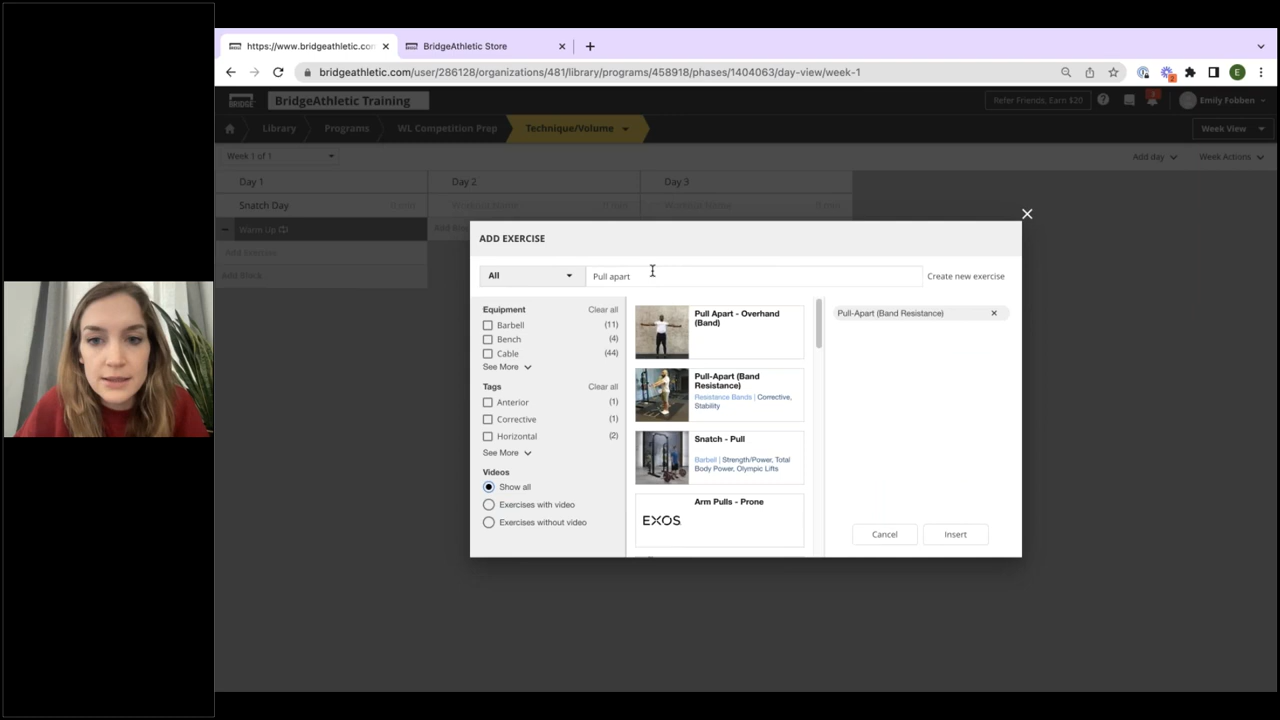 https://www.bridgeathletic.con
BridgeAthletic Store
bridgeathletic.com/user/286128/organizations/481/library/programs/458918/phases/1404063/day-view/week-1
E
BRIDGE
BridgeAthletic Training
Refer Friends, Earn $20
3
Emily Fobben
Library
Programs
WL Competition Prep
Technique/Volume
Week View
Week 1 of 1
Add day
Week Actions
Day 1
Day 2
Day 3
Snatch Day
Warm Up
Add Exercise
Add Block
ADD EXERCISE
All
Pull apart
Create new exercise
Equipment
Clear all
Barbell
(11)
Bench
(4)
Cable
(44)
See More
Tags
Clear all
Anterior
(1)
Corrective
(1)
Horizontal
(2)
See More
Videos
Show all
Exercises with video
Exercises without video
Pull Apart - Overhand
(Band)
Pull-Apart (Band
Resistance)
Resistance Bands | Corrective,
Stability
Snatch - Pull
Barbell | Strength/Power, Total
Body Power, Olympic Lifts
Arm Pulls - Prone
EXOS
Pull-Apart (Band Resistance)
Cancel
Insert